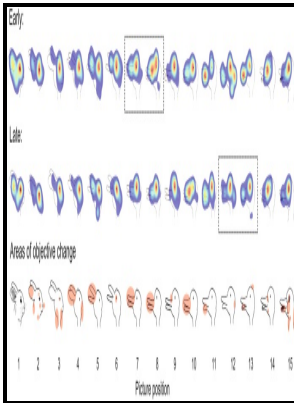 Early:
Late:
Areas of objective change
1 2 3 4 5 6 7 8 9 10 11 12 13 14 15
Picture position